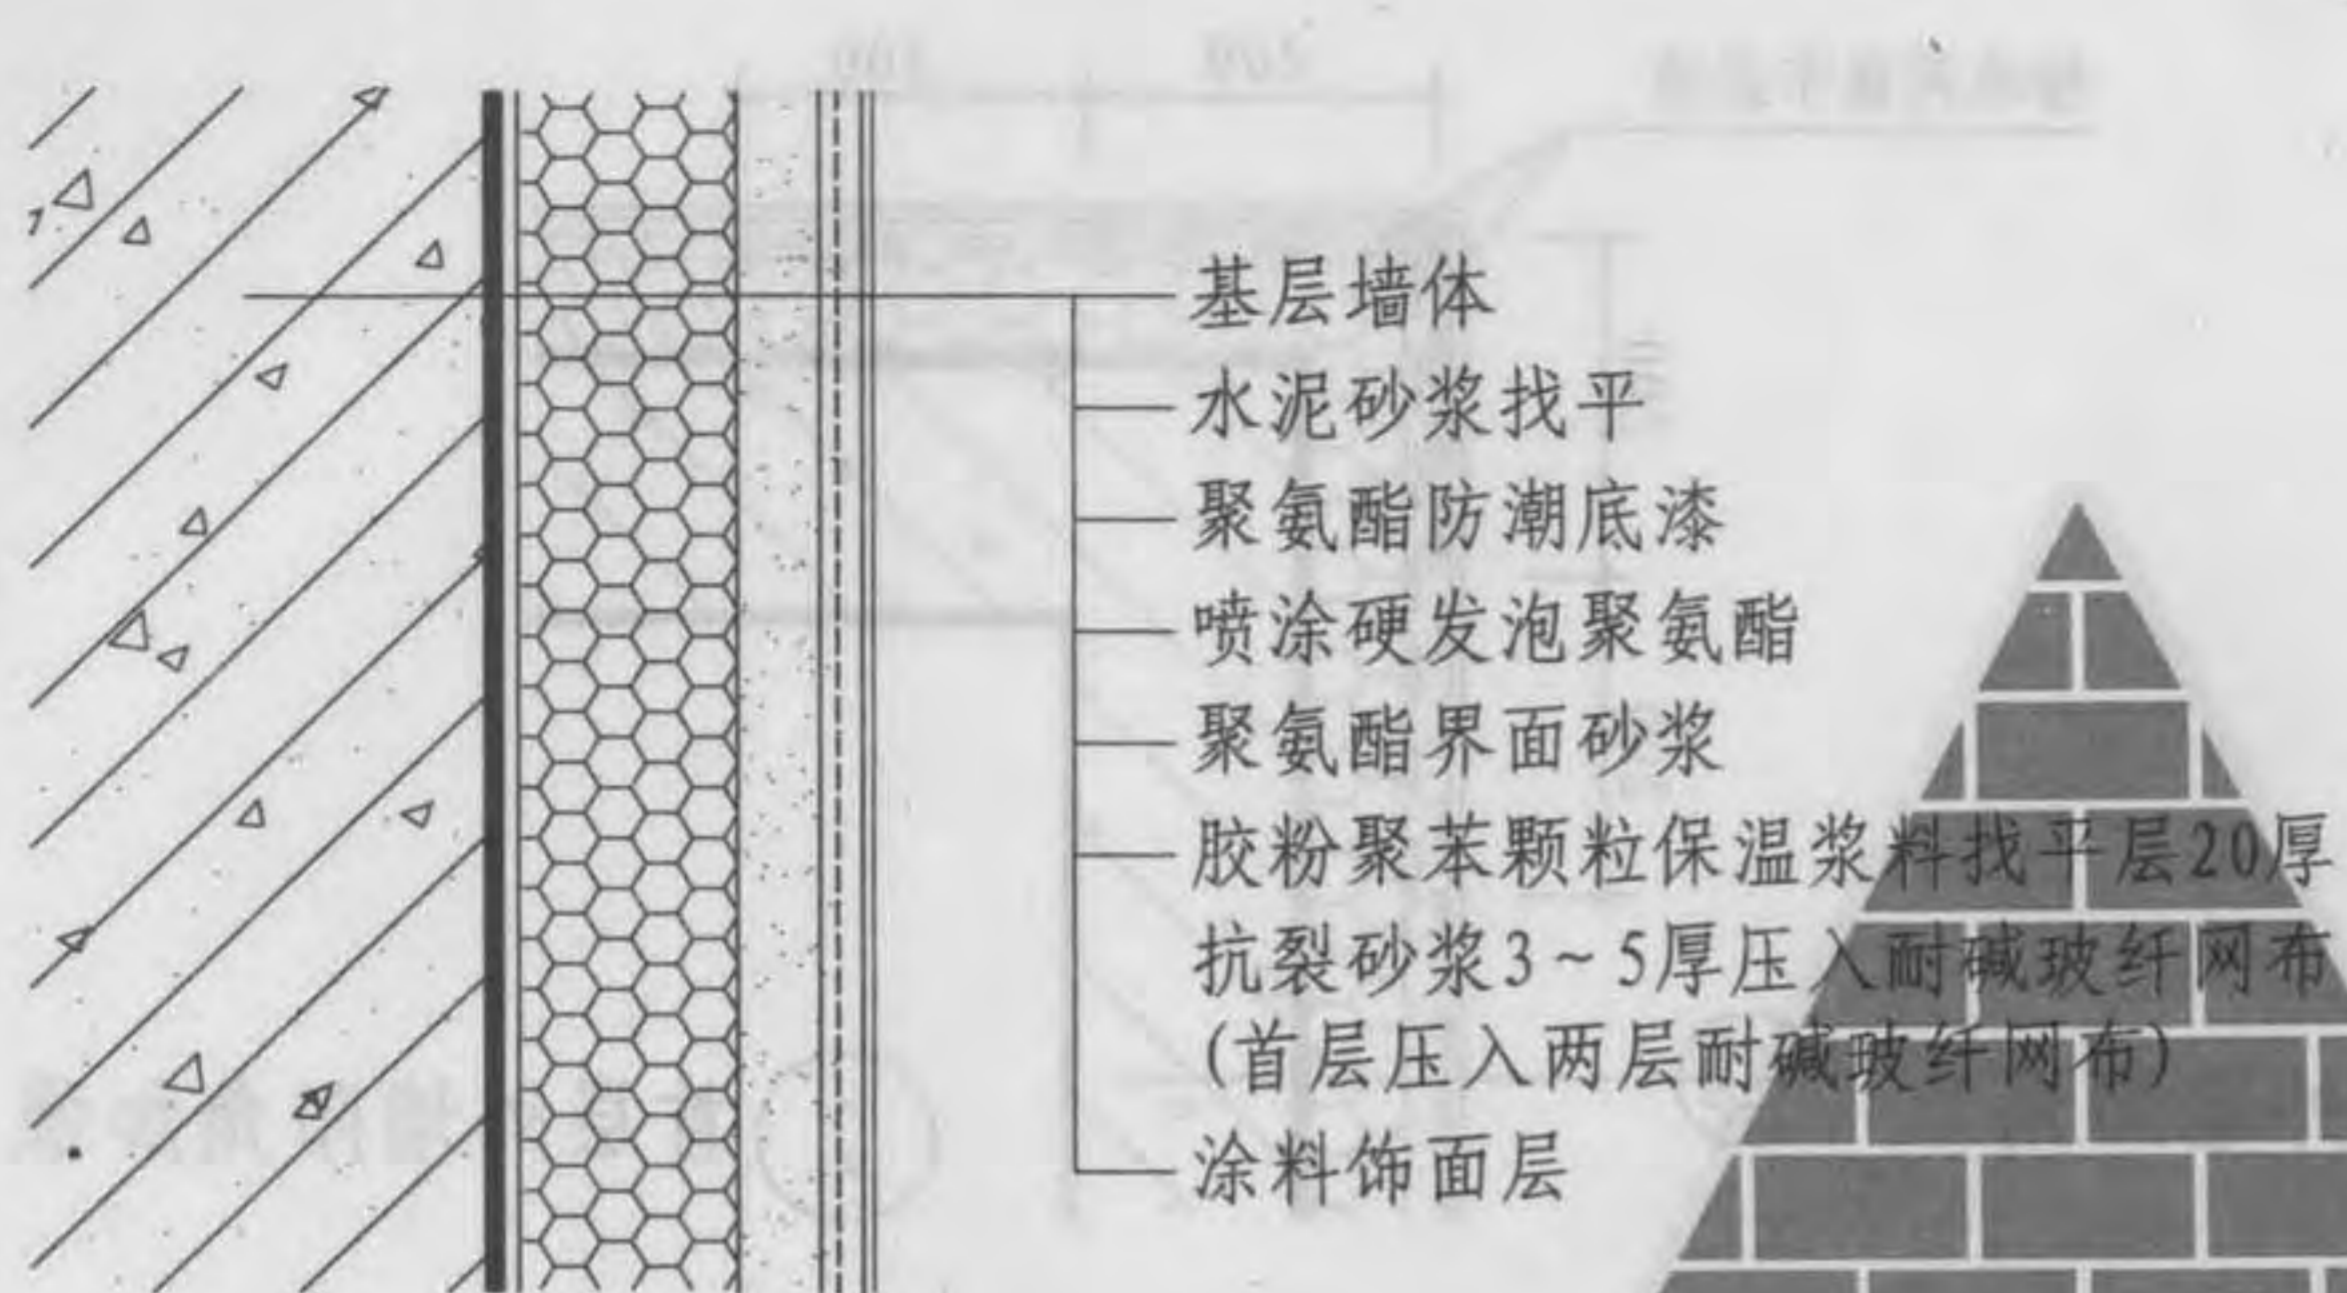 基层墙体
水泥砂浆找平
聚氨酯防潮底漆
喷涂硬发泡聚氨酯
聚氨酯界面砂浆
胶粉聚苯颗粒保温浆料找平层20厚
抗裂砂浆3~5厚压入耐碱玻纤网布
(首层压入两层耐碱玻纤网布)
涂料饰面层